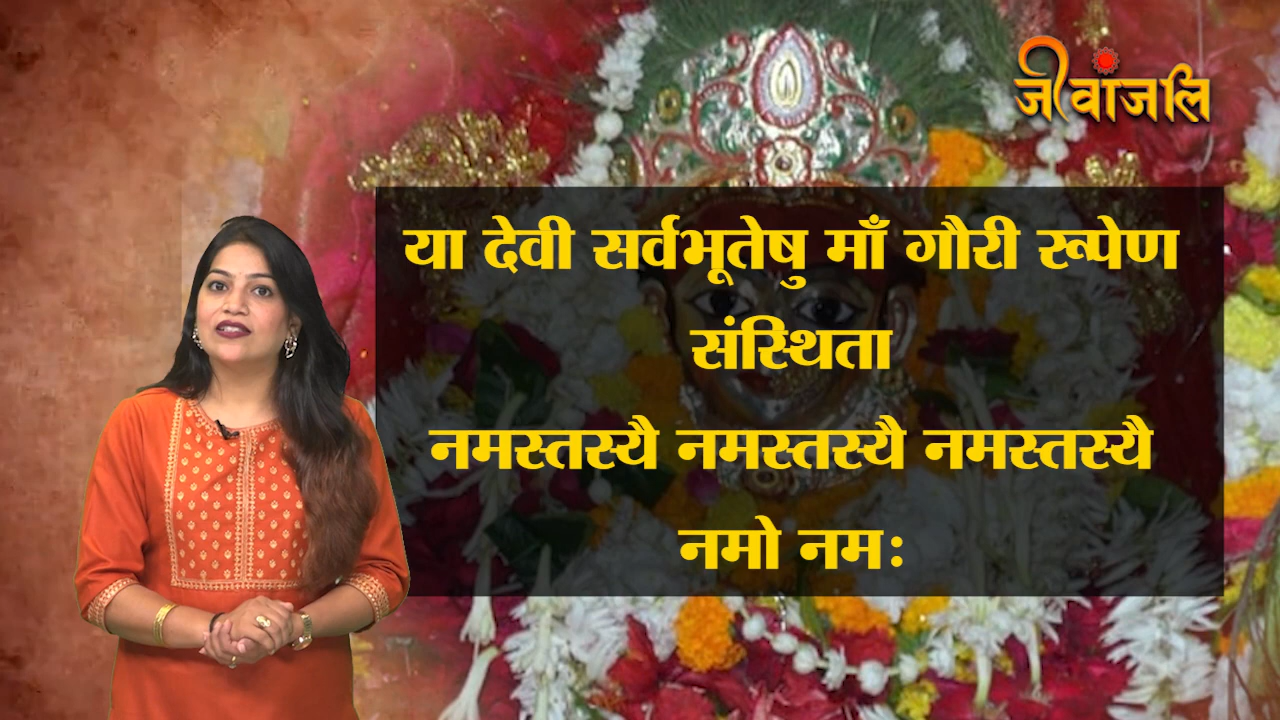 जीवांजलि
या देवी सर्वभूतेषु माँ गौरी रूपेण
संस्थिता
नमस्तस्यै नमस्तस्यै नमस्तस्यै
नमो नमः